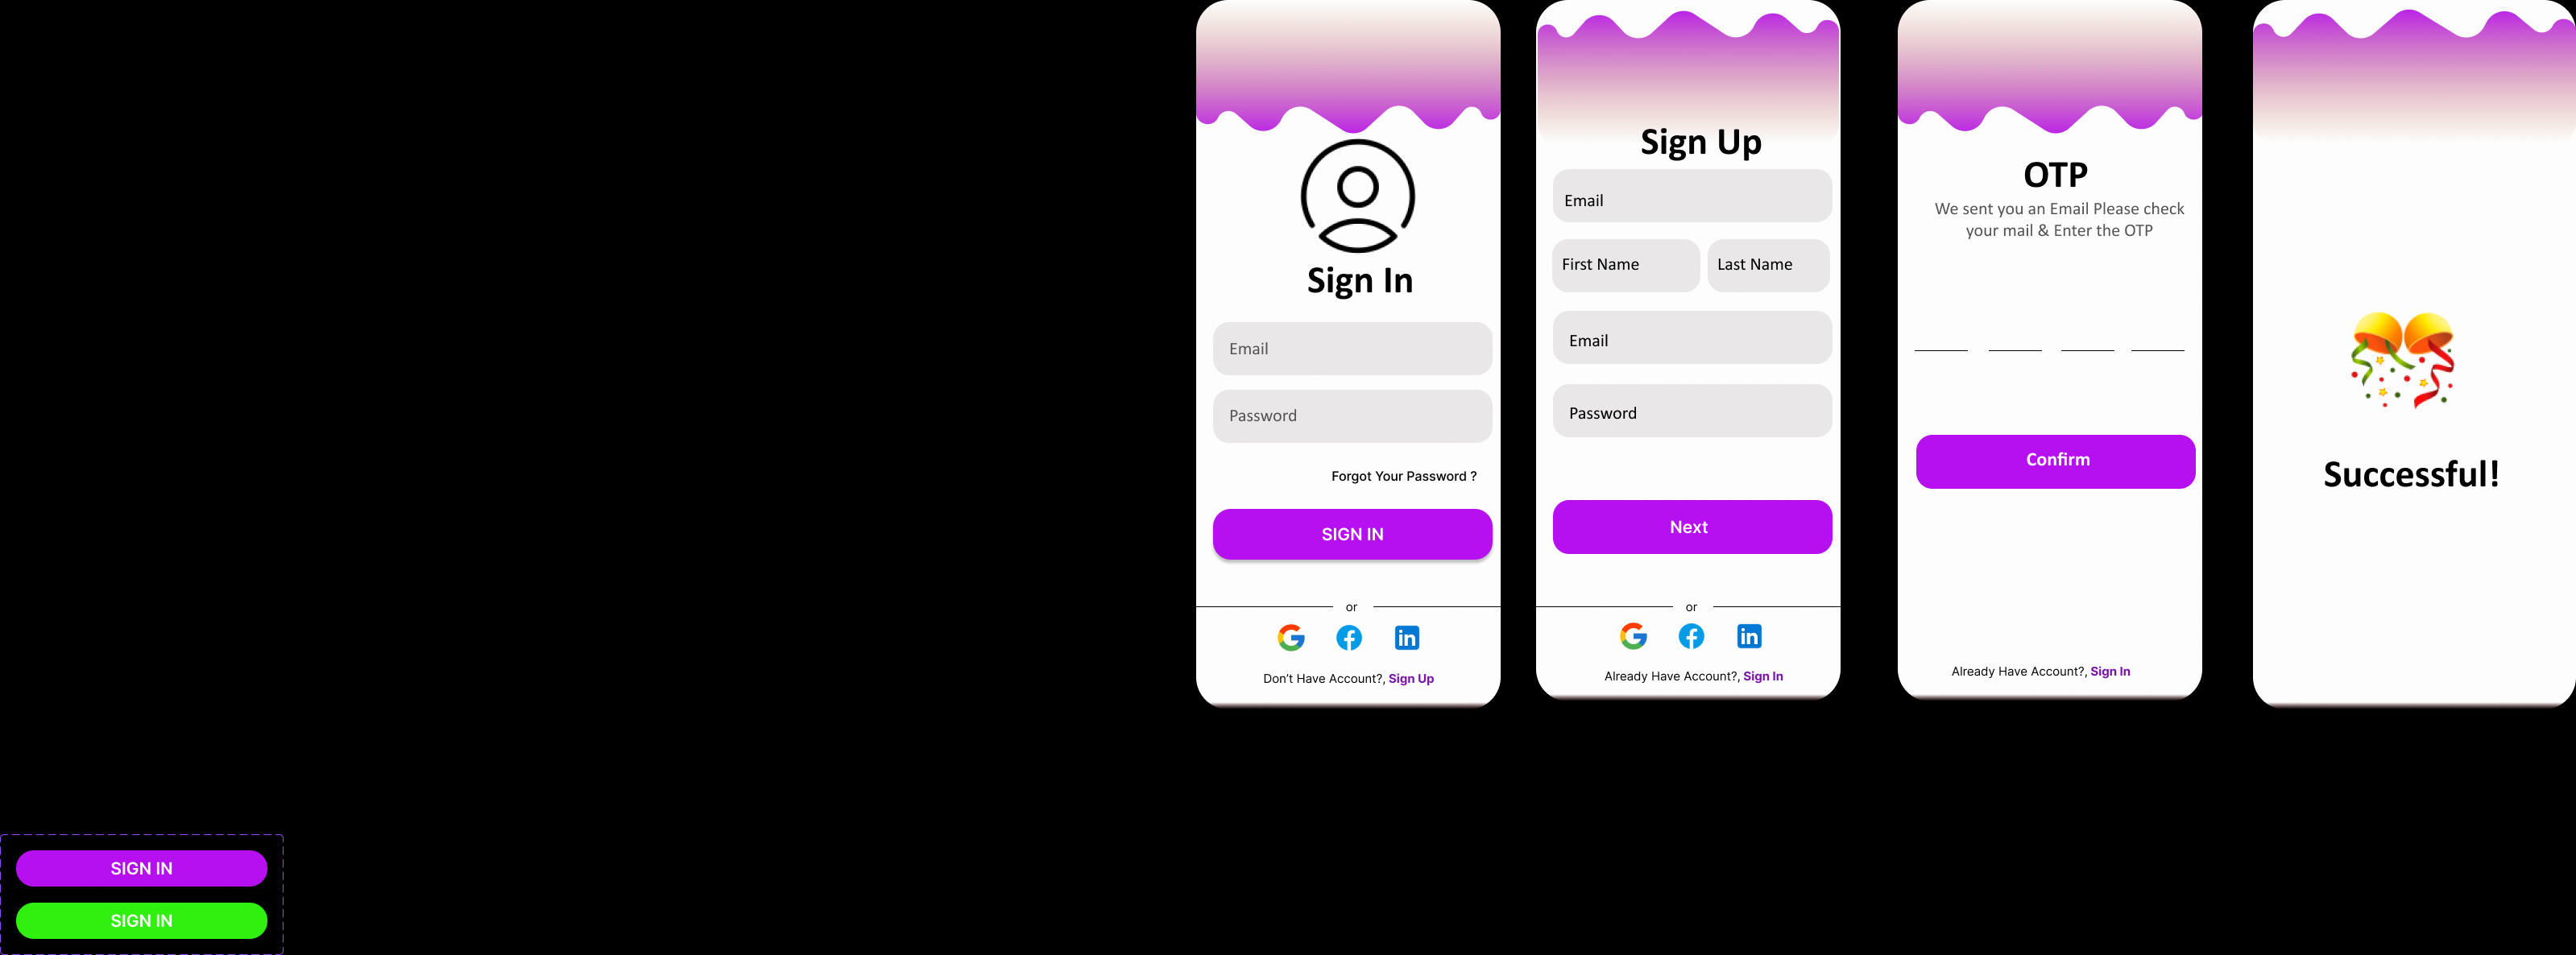 Sign In
Email
Password
Forgot Your Password ?
SIGN IN
or
in
Don't Have Account?, Sign Up
Sign Up
Email
First Name
Last Name
Email
Password
Next
or
in
Already Have Account?, Sign In
OTP
We sent you an Email Please check
your mail & Enter the OTP
Confirm
Already Have Account?, Sign In
Successful!
SIGN IN
SIGN IN